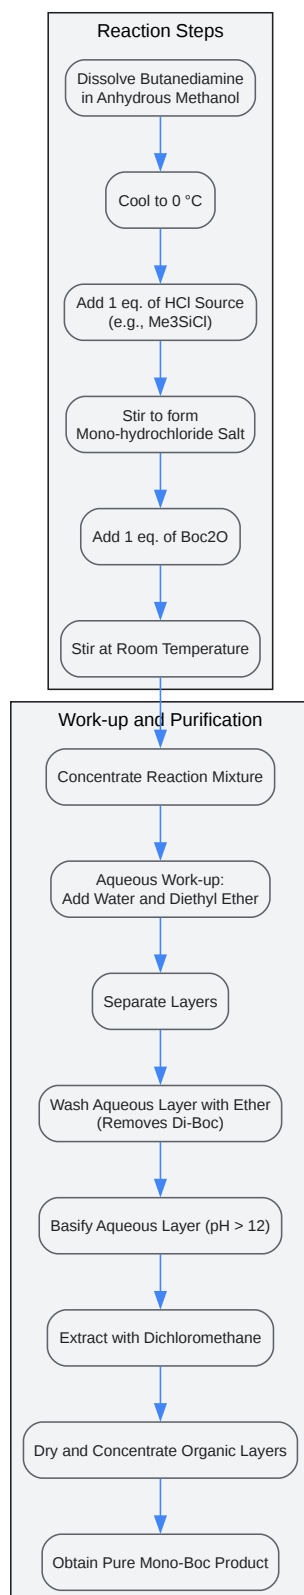 Reaction Steps
Dissolve Butanediamine
in Anhydrous Methanol
Cool to 0 °C
Add 1 eq. of HCl Source
(e.g., Me3SiCl)
Stir to form
Mono-hydrochloride Salt
Add 1 eq. of Boc2O
Stir at Room Temperature
Work-up and Purification
Concentrate Reaction Mixture
Aqueous Work-up:
Add Water and Diethyl Ether
Separate Layers
Wash Aqueous Layer with Ether
(Removes Di-Boc)
Basify Aqueous Layer (pH > 12)
Extract with Dichloromethane
Dry and Concentrate Organic Layers
Obtain Pure Mono-Boc Product